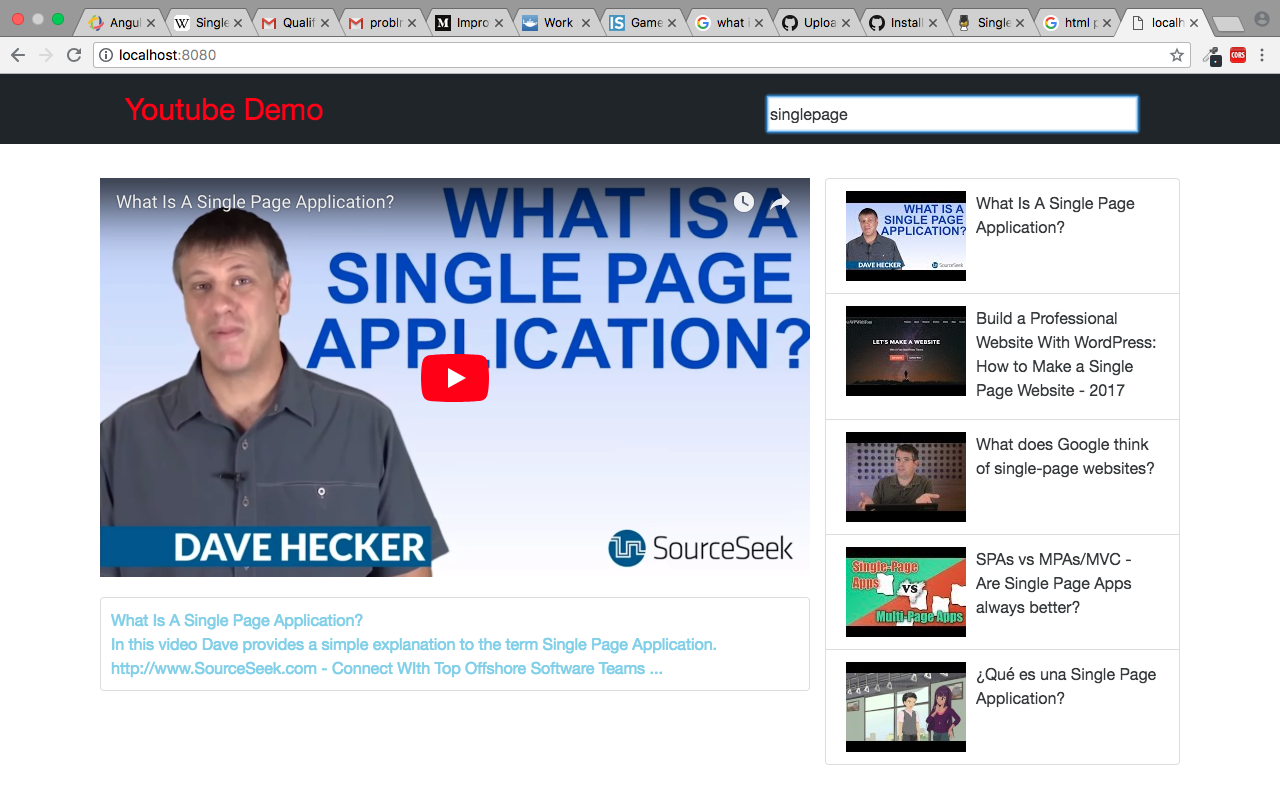 Angul
Single
Qualif
problm
Impro
Work
Game
what i
Uploa
Install
Single
html p
localh
localhost:8080
CORS
Youtube Demo
singlepage
What Is A Single Page Application?
WHAT IS A
SINGLE PAGE
APPLICATION?
DAVE HECKER
SourceSeek
What Is A Single Page Application?
In this video Dave provides a simple explanation to the term Single Page Application.
http://www.SourceSeek.com - Connect WIth Top Offshore Software Teams ...
WHAT IS A
SINGLE PAGE
APPLICATION?
DAVE HECKER
SourceSeek
What Is A Single Page
Application?
LET'S MAKE A WEBSITE
Build a Professional
Website With WordPress:
How to Make a Single
Page Website - 2017
What does Google think
of single-page websites?
Single-Page
Apps
vs
Multi-Page Apps
SPAs vs MPAs/MVC -
Are Single Page Apps
always better?
¿Qué es una Single Page
Application?